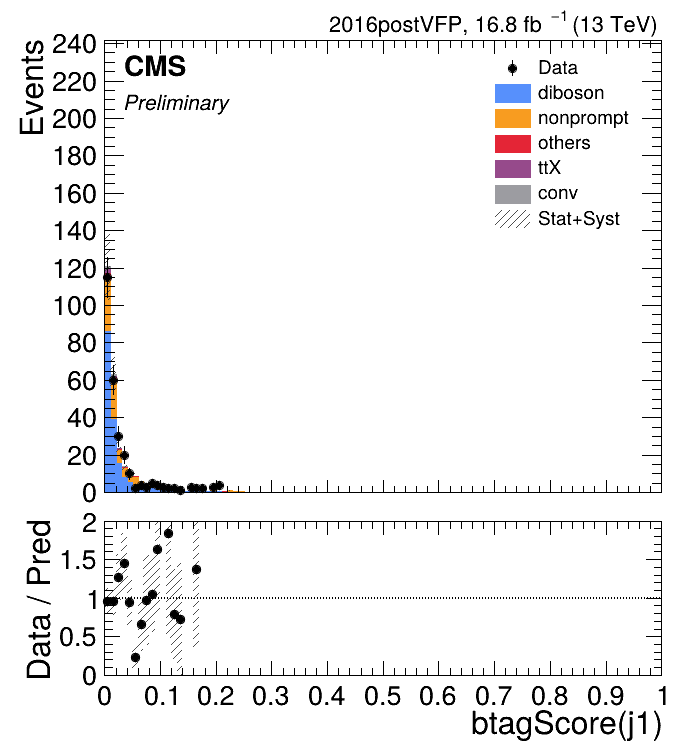 2016postVFP, 16.8 fb⁻¹ (13 TeV)
Events
240
220
200
180
160
140
120
100
80
60
40
20
0
CMS
Preliminary
Data
diboson
nonprompt
others
ttX
conv
Stat+Syst
Data / Pred
2
1.5
1
0.5
0
0 0.1 0.2 0.3 0.4 0.5 0.6 0.7 0.8 0.9 1
btagScore(j1)